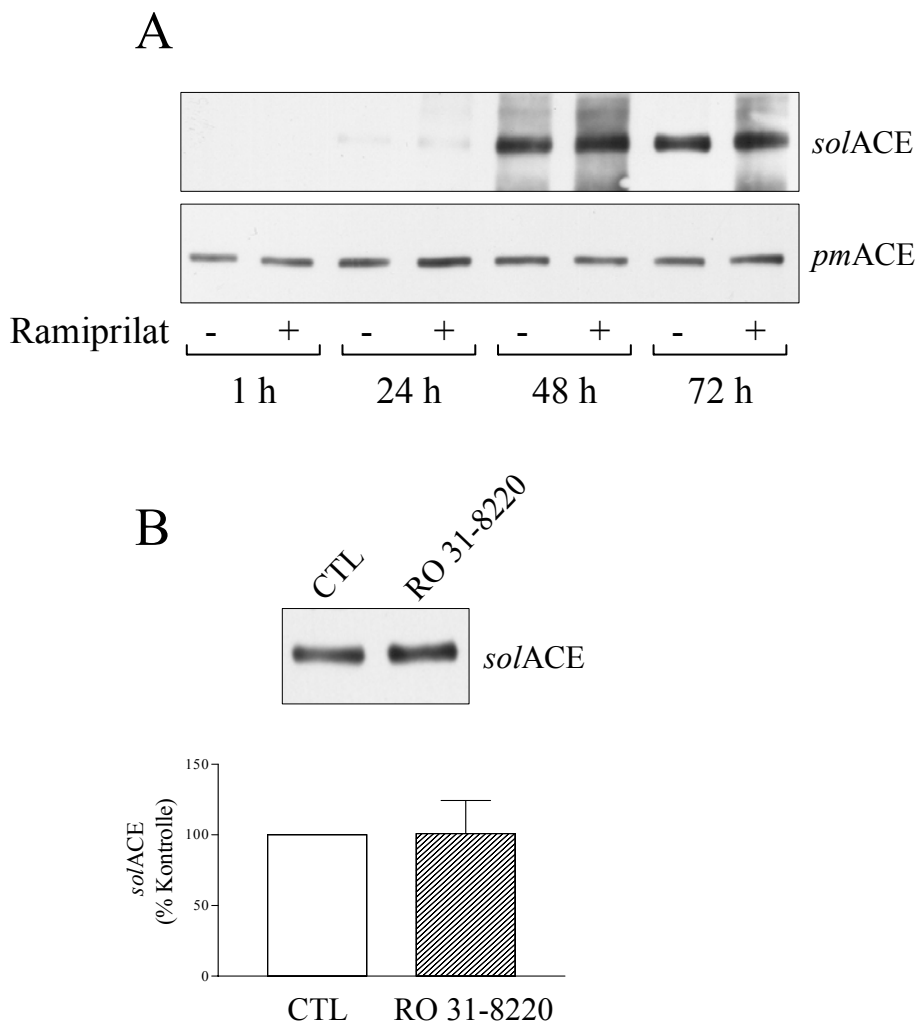 A
solACE
pmACE
Ramiprilat - + - + - + - +
1 h 24 h 48 h 72 h
B
CTL RO 31-8220
solACE
150
100
50
0
solACE
(% Kontrolle)
CTL RO 31-8220